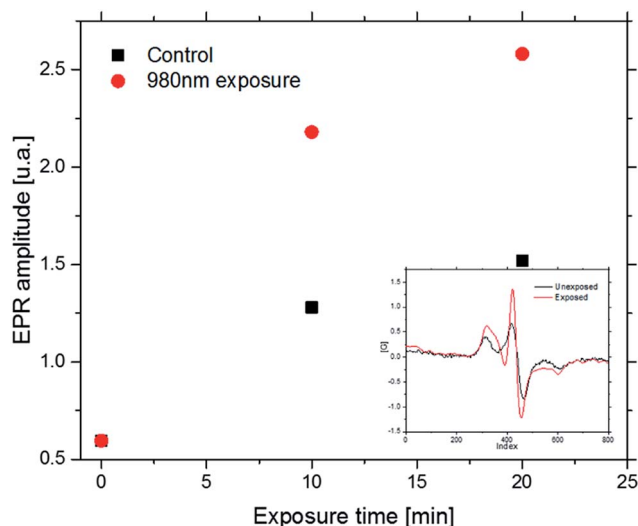 Control
980nm exposure
EPR amplitude [u.a.]
2.5
2.0
1.5
1.0
0.5
0 5 10 15 20 25
Exposure time [min]
Unexposed
Exposed
[G]
1.5
1.0
0.5
0.0
-0.5
-1.0
-1.5
0 200 400 600 800
Index